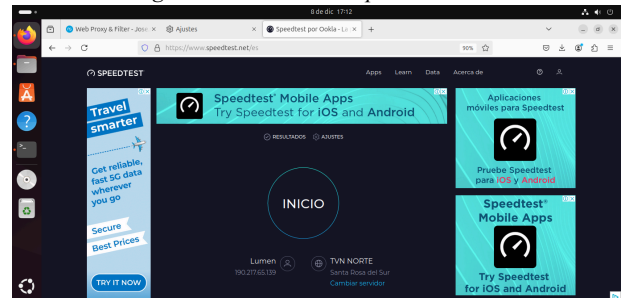 8 de dic 17:12
Web Proxy & Filter - Jose
Ajustes
Speedtest por Ookla - La
https://www.speedtest.net/es
90%
SPEEDTEST
Apps Learn Data Acerca de
Travel
smarter
Get reliable,
fast 5G data
wherever
you go
Secure
Best Prices
TRY IT NOW
Speedtest® Mobile Apps
Try Speedtest for iOS and Android
RESULTADOS AJUSTES
INICIO
Lumen
190.217.65.139
TVN NORTE
Santa Rosa del Sur
Cambiar servidor
Aplicaciones
móviles para Speedtest
Pruebe Speedtest
para iOS y Android
Speedtest®
Mobile Apps
Try Speedtest
for iOS and Android